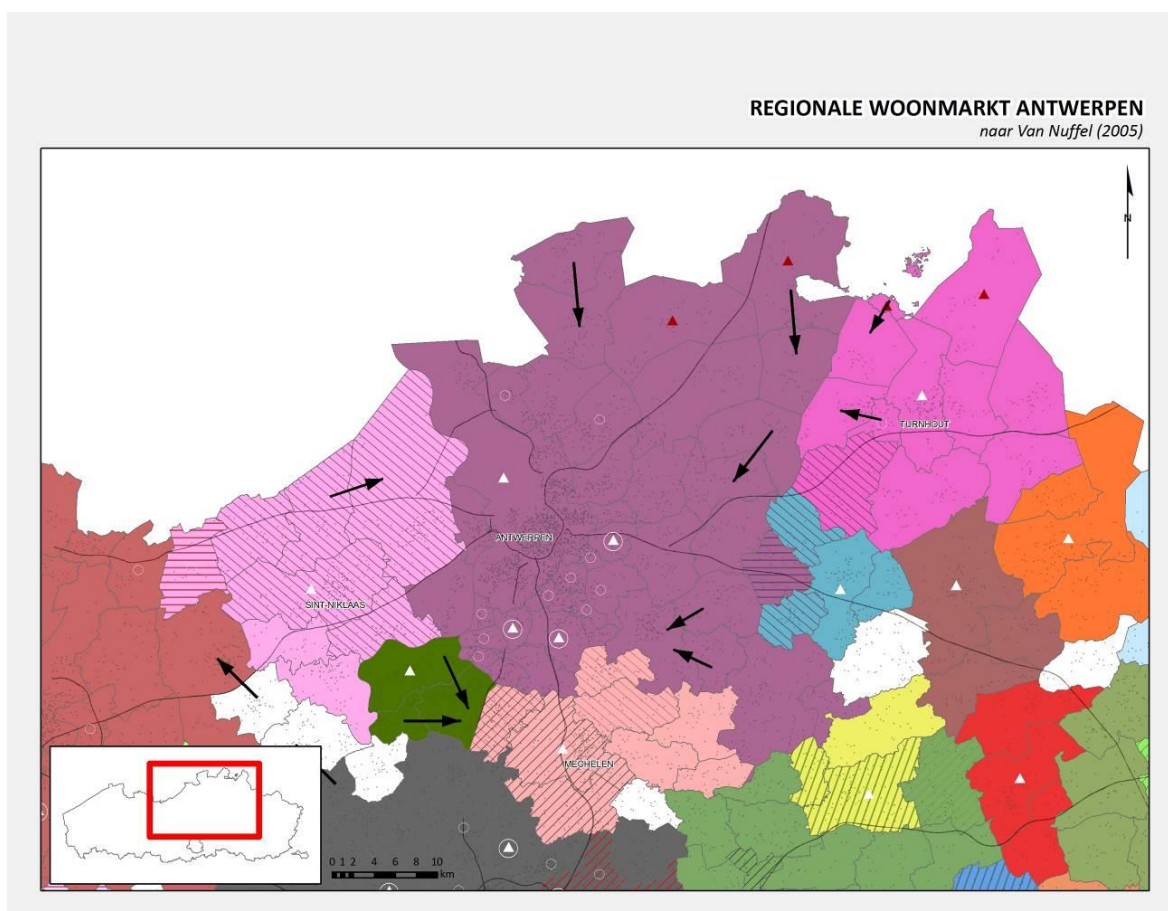 REGIONALE WOONMARKT ANTWERPEN
naar Van Nuffel (2005)
N
TURNHOUT
ANTWERPEN
SINT-NIKLAAS
MECHELEN
0 1 2 4 6 8 10
km